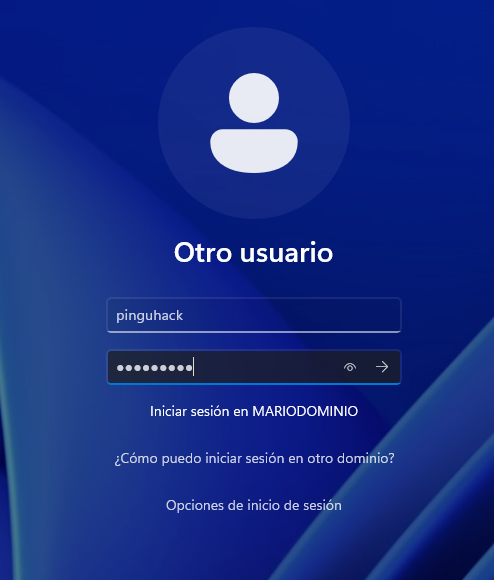 Otro usuario
pinguhack
●●●●●●●●●
Iniciar sesión en MARIODOMINIO
¿Cómo puedo iniciar sesión en otro dominio?
Opciones de inicio de sesión